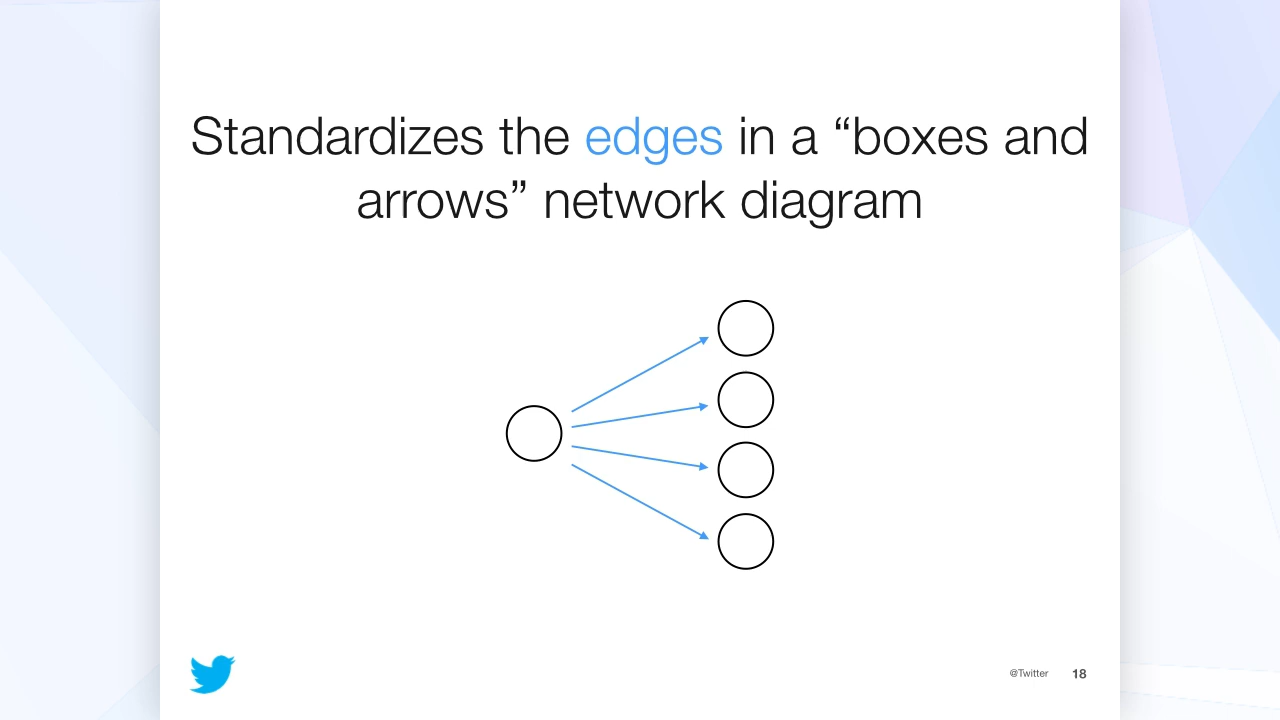 Standardizes the edges in a “boxes and
arrows” network diagram
@Twitter 18